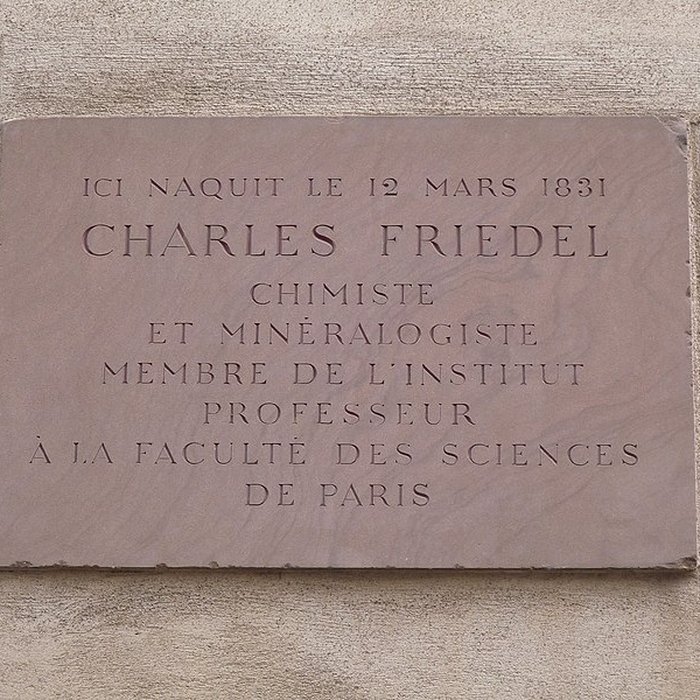 ICI NAQUIT LE 12 MARS 1831
CHARLES FRIEDEL
CHIMISTE
ET MINÉRALOGISTE
MEMBRE DE L'INSTITUT
PROFESSEUR
À LA FACULTÉ DES SCIENCES
DE PARIS